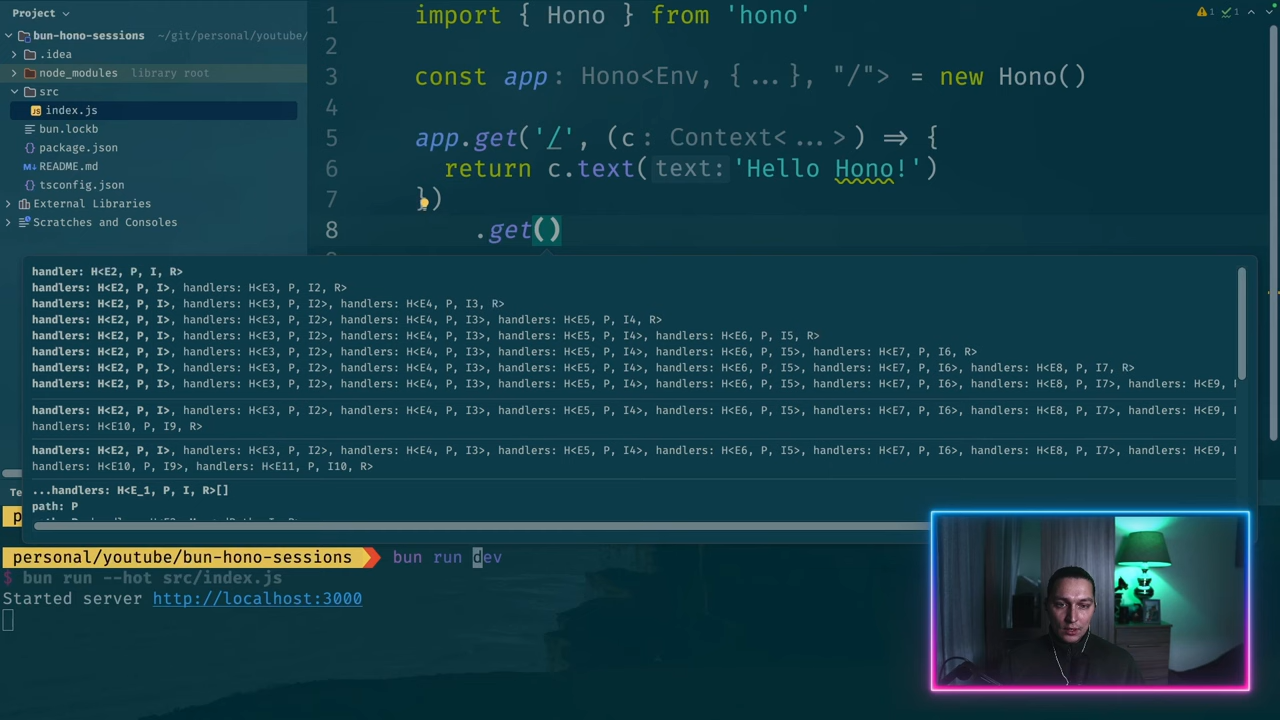 Project
bun-hono-sessions ~/git/personal/youtube/
.idea
node_modules library root
src
index.js
bun.lockb
package.json
README.md
tsconfig.json
External Libraries
Scratches and Consoles
1 import { Hono } from 'hono'
2
3 const app: Hono<Env, {...}, "/"> = new Hono()
4
5 app.get('/', (c: Context<...>) => {
6 return c.text(text: 'Hello Hono!')
7 })
8 .get()
1 1
handler: H<E2, P, I, R>
handlers: H<E2, P, I>, handlers: H<E3, P, I2, R>
handlers: H<E2, P, I>, handlers: H<E3, P, I2>, handlers: H<E4, P, I3, R>
handlers: H<E2, P, I>, handlers: H<E3, P, I2>, handlers: H<E4, P, I3>, handlers: H<E5, P, I4, R>
handlers: H<E2, P, I>, handlers: H<E3, P, I2>, handlers: H<E4, P, I3>, handlers: H<E5, P, I4>, handlers: H<E6, P, I5, R>
handlers: H<E2, P, I>, handlers: H<E3, P, I2>, handlers: H<E4, P, I3>, handlers: H<E5, P, I4>, handlers: H<E6, P, I5>, handlers: H<E7, P, I6, R>
handlers: H<E2, P, I>, handlers: H<E3, P, I2>, handlers: H<E4, P, I3>, handlers: H<E5, P, I4>, handlers: H<E6, P, I5>, handlers: H<E7, P, I6>, handlers: H<E8, P, I7, R>
handlers: H<E2, P, I>, handlers: H<E3, P, I2>, handlers: H<E4, P, I3>, handlers: H<E5, P, I4>, handlers: H<E6, P, I5>, handlers: H<E7, P, I6>, handlers: H<E8, P, I7>, handlers: H<E9,
handlers: H<E2, P, I>, handlers: H<E3, P, I2>, handlers: H<E4, P, I3>, handlers: H<E5, P, I4>, handlers: H<E6, P, I5>, handlers: H<E7, P, I6>, handlers: H<E8, P, I7>, handlers: H<E9,
handlers: H<E10, P, I9, R>
handlers: H<E2, P, I>, handlers: H<E3, P, I2>, handlers: H<E4, P, I3>, handlers: H<E5, P, I4>, handlers: H<E6, P, I5>, handlers: H<E7, P, I6>, handlers: H<E8, P, I7>, handlers: H<E9,
handlers: H<E10, P, I9>, handlers: H<E11, P, I10, R>
...handlers: H<E_1, P, I, R>[]
path: P
Te
p
personal/youtube/bun-hono-sessions bun run dev
$ bun run --hot src/index.js
Started server http://localhost:3000